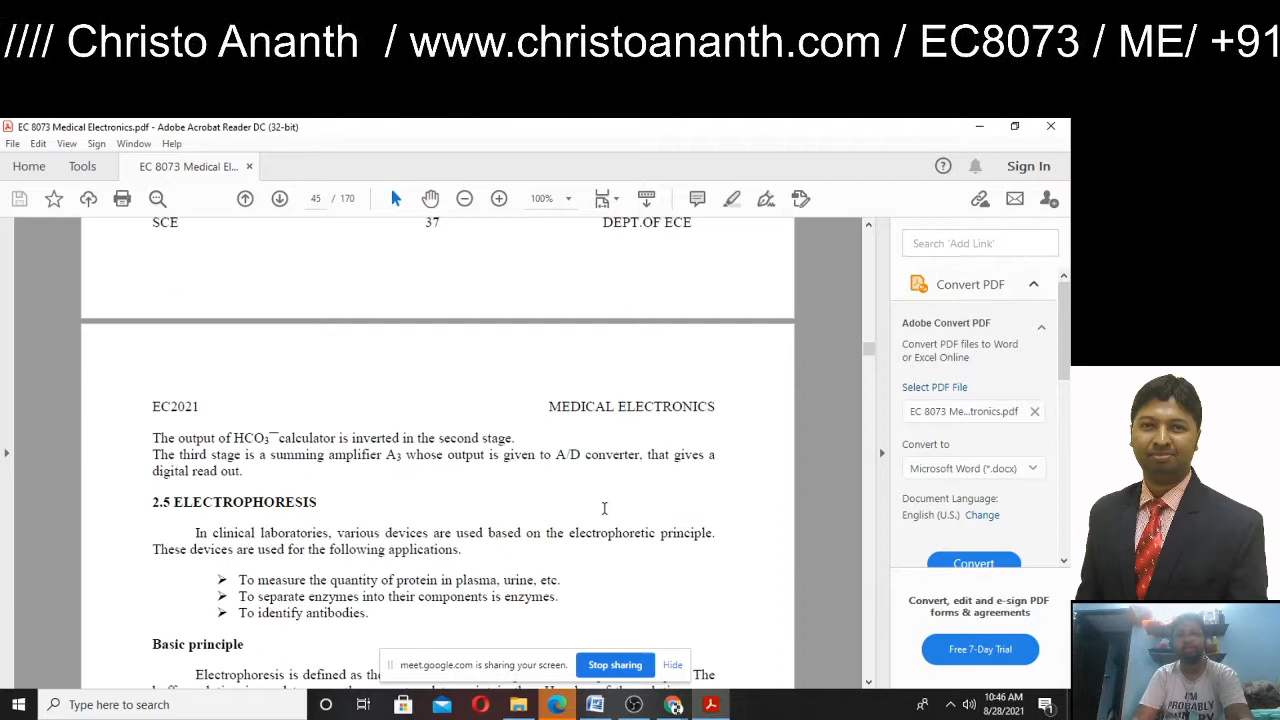 //// Christo Ananth / www.christoananth.com / EC8073 / ME/ +91
EC 8073 Medical Electronics.pdf - Adobe Acrobat Reader DC (32-bit)
File Edit View Sign Window Help
Home Tools EC 8073 Medical El... × Sign In
45 / 170 100%
SCE 37 DEPT.OF ECE
EC2021 MEDICAL ELECTRONICS
The output of HCO₃¯calculator is inverted in the second stage.
The third stage is a summing amplifier A₃ whose output is given to A/D converter, that gives a
digital read out.
2.5 ELECTROPHORESIS
In clinical laboratories, various devices are used based on the electrophoretic principle.
These devices are used for the following applications.
➢ To measure the quantity of protein in plasma, urine, etc.
➢ To separate enzymes into their components is enzymes.
➢ To identify antibodies.
Basic principle
Electrophoresis is defined as the
The
meet.google.com is sharing your screen. Stop sharing Hide
Search 'Add Link'
Convert PDF
Adobe Convert PDF
Convert PDF files to Word
or Excel Online
Select PDF File
EC 8073 Me...tronics.pdf
Convert to
Microsoft Word (*.docx)
Document Language:
English (U.S.) Change
Convert
Convert, edit and e-sign PDF
forms & agreements
Free 7-Day Trial
I'M
PROBABLY
Type here to search
10:46 AM
8/28/2021
1